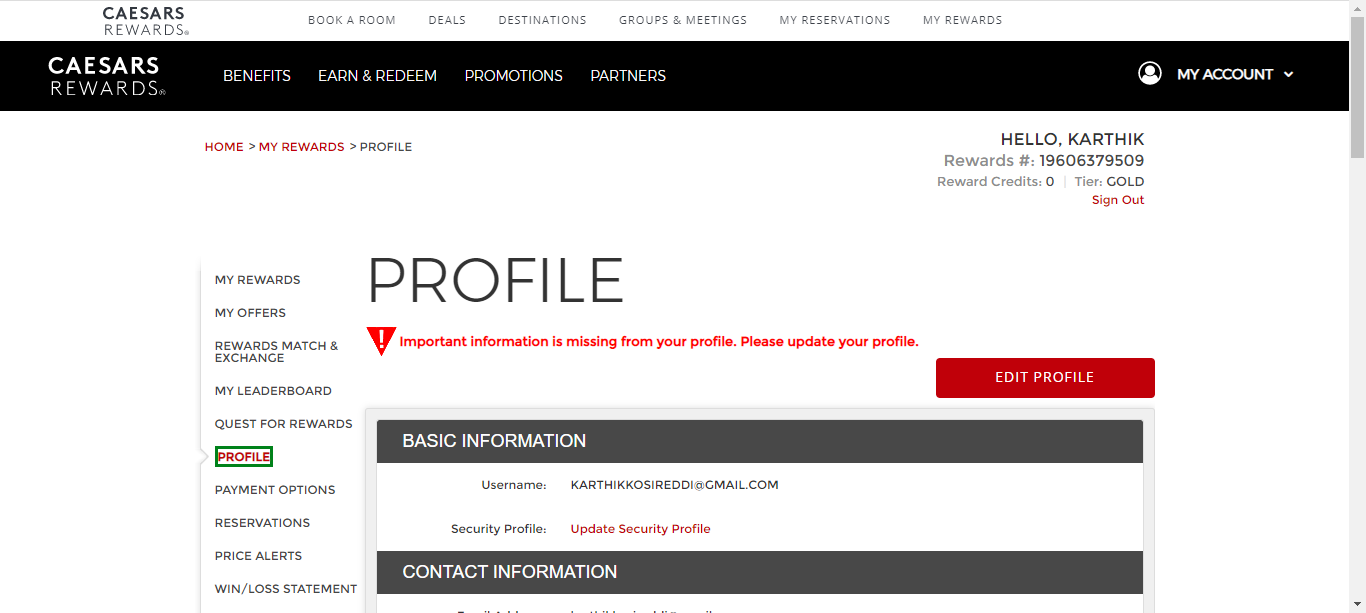 CAESARS
REWARDS®
BOOK A ROOM DEALS DESTINATIONS GROUPS & MEETINGS MY RESERVATIONS MY REWARDS
CAESARS
REWARDS®
BENEFITS EARN & REDEEM PROMOTIONS PARTNERS
MY ACCOUNT
HOME > MY REWARDS > PROFILE
HELLO, KARTHIK
Rewards #: 19606379509
Reward Credits: 0 | Tier: GOLD
Sign Out
MY REWARDS
MY OFFERS
REWARDS MATCH &
EXCHANGE
MY LEADERBOARD
QUEST FOR REWARDS
PROFILE
PAYMENT OPTIONS
RESERVATIONS
PRICE ALERTS
WIN/LOSS STATEMENT
PROFILE
Important information is missing from your profile. Please update your profile.
EDIT PROFILE
BASIC INFORMATION
Username: KARTHIKKOSIREDDI@GMAIL.COM
Security Profile: Update Security Profile
CONTACT INFORMATION